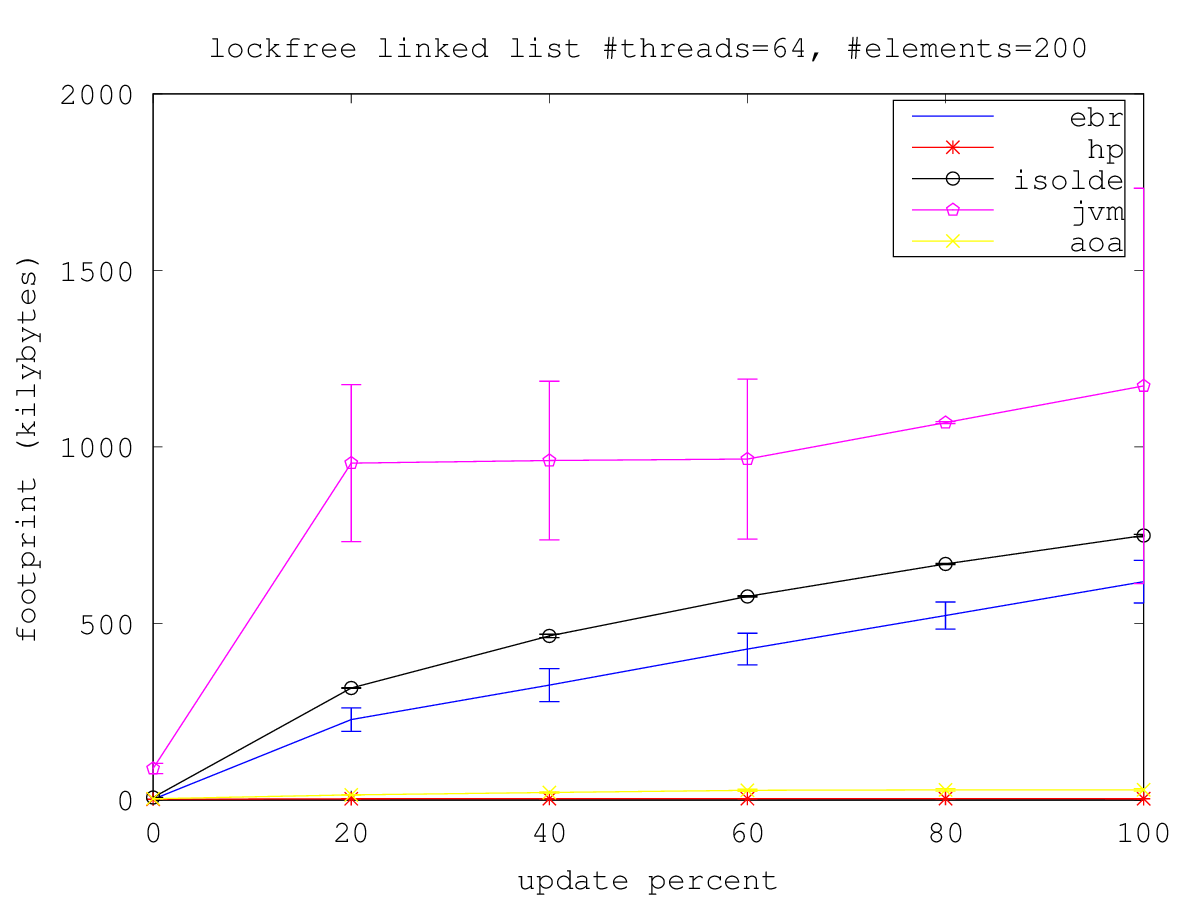 lockfree linked list #threads=64, #elements=200
2000
1500
1000
500
0
footprint (kilybytes)
ebr
hp
isolde
jvm
aoa
0 20 40 60 80 100
update percent